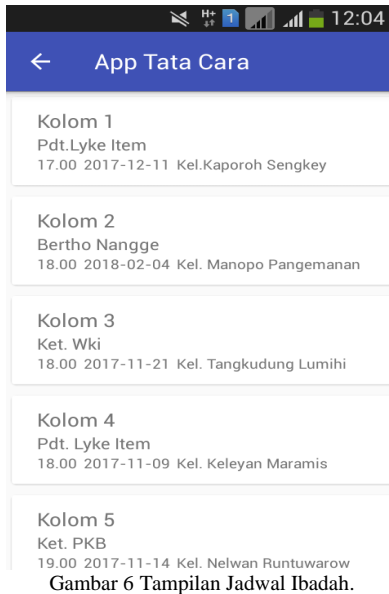 H+ 1 12:04
App Tata Cara
Kolom 1
Pdt.Lyke Item
17.00 2017-12-11 Kel.Kaporoh Sengkey
Kolom 2
Bertho Nangge
18.00 2018-02-04 Kel. Manopo Pangemanan
Kolom 3
Ket. Wki
18.00 2017-11-21 Kel. Tangkudung Lumihi
Kolom 4
Pdt. Lyke Item
18.00 2017-11-09 Kel. Keleyan Maramis
Kolom 5
Ket. PKB
19.00 2017-11-14 Kel. Nelwan Runtuwarow
Gambar 6 Tampilan Jadwal Ibadah.